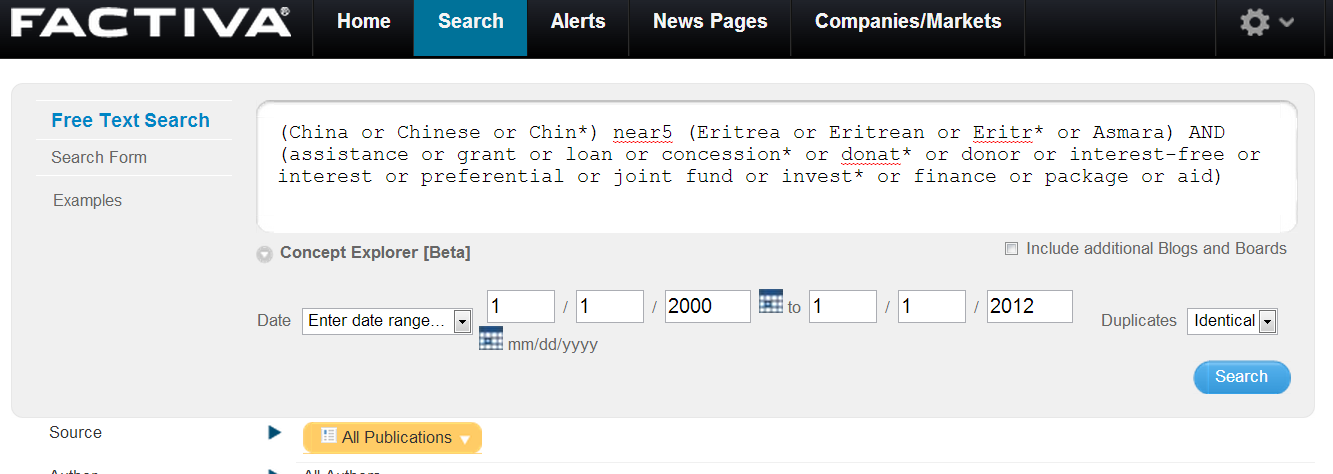 FACTIVA®
Home Search Alerts News Pages Companies/Markets
Free Text Search
Search Form
Examples
(China or Chinese or Chin*) near5 (Eritrea or Eritrean or Eritr* or Asmara) AND
(assistance or grant or loan or concession* or donat* or donor or interest-free or
interest or preferential or joint fund or invest* or finance or package or aid)
Concept Explorer [Beta]
Include additional Blogs and Boards
Date Enter date range... 1 / 1 / 2000 to 1 / 1 / 2012 Duplicates Identical
mm/dd/yyyy
Search
Source All Publications
Author All Authors